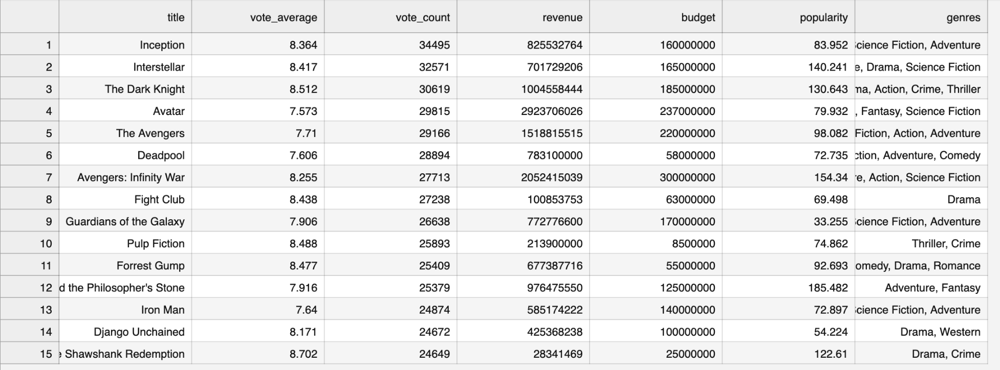 title vote_average vote_count revenue budget popularity genres
1 Inception 8.364 34495 825532764 160000000 83.952 Fiction, Adventure
2 Interstellar 8.417 32571 701729206 165000000 140.241 Drama, Science Fiction
3 The Dark Knight 8.512 30619 1004558444 185000000 130.643 Action, Crime, Thriller
4 Avatar 7.573 29815 2923706026 237000000 79.932 , Fantasy, Science Fiction
5 The Avengers 7.71 29166 1518815515 220000000 98.082 Fiction, Action, Adventure
6 Deadpool 7.606 28894 783100000 58000000 72.735 Adventure, Comedy
7 Avengers: Infinity War 8.255 27713 2052415039 300000000 154.34 Action, Science Fiction
8 Fight Club 8.438 27238 100853753 63000000 69.498 Drama
9 Guardians of the Galaxy 7.906 26638 772776600 170000000 33.255 Fiction, Adventure
10 Pulp Fiction 8.488 25893 213900000 8500000 74.862 Thriller, Crime
11 Forrest Gump 8.477 25409 677387716 55000000 92.693 Drama, Romance
12 d the Philosopher's Stone 7.916 25379 976475550 125000000 185.482 Adventure, Fantasy
13 Iron Man 7.64 24874 585174222 140000000 72.897 Fiction, Adventure
14 Django Unchained 8.171 24672 425368238 100000000 54.224 Drama, Western
15 Shawshank Redemption 8.702 24649 28341469 25000000 122.61 Drama, Crime